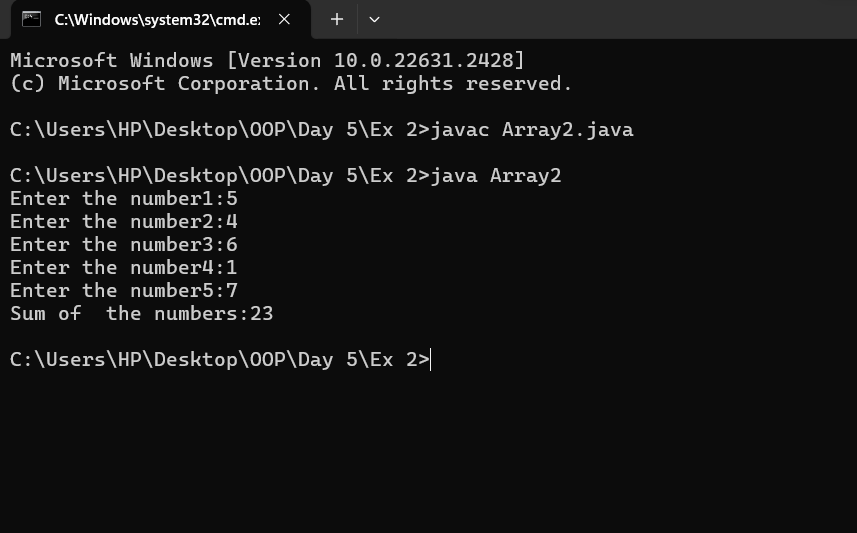 C:\Windows\system32\cmd.e
Microsoft Windows [Version 10.0.22631.2428]
(c) Microsoft Corporation. All rights reserved.
C:\Users\HP\Desktop\OOP\Day 5\Ex 2>javac Array2.java
C:\Users\HP\Desktop\OOP\Day 5\Ex 2>java Array2
Enter the number1:5
Enter the number2:4
Enter the number3:6
Enter the number4:1
Enter the number5:7
Sum of  the numbers:23
C:\Users\HP\Desktop\OOP\Day 5\Ex 2>